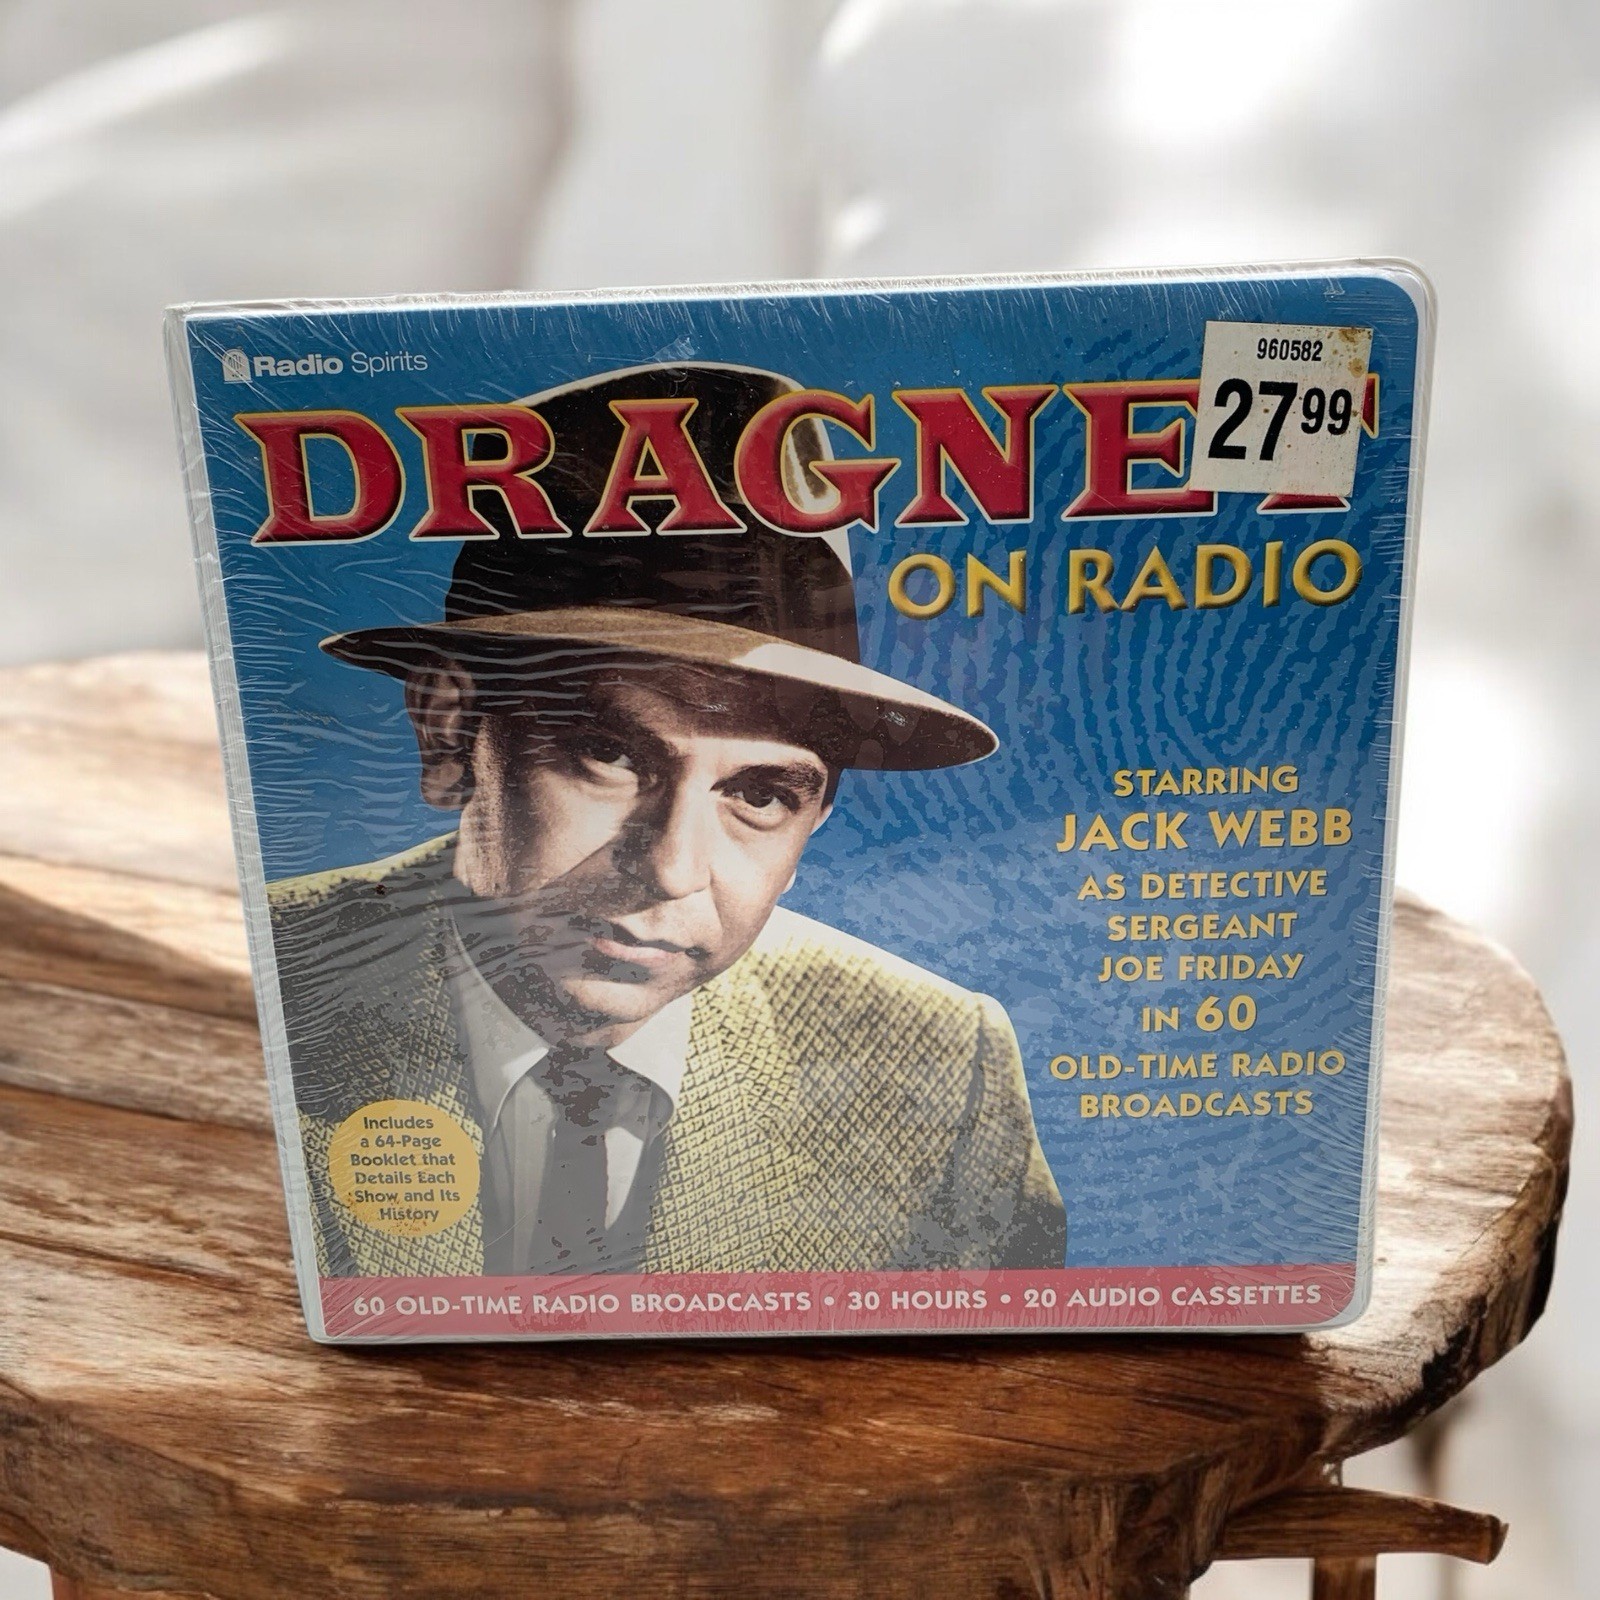 Radio Spirits
960582
27 99
DRAGNET
ON RADIO
STARRING
JACK WEBB
AS DETECTIVE
SERGEANT
JOE FRIDAY
IN 60
OLD-TIME RADIO
BROADCASTS
Includes
a 64-Page
Booklet that
Details Each
Show and Its
History
60 OLD-TIME RADIO BROADCASTS • 30 HOURS • 20 AUDIO CASSETTES